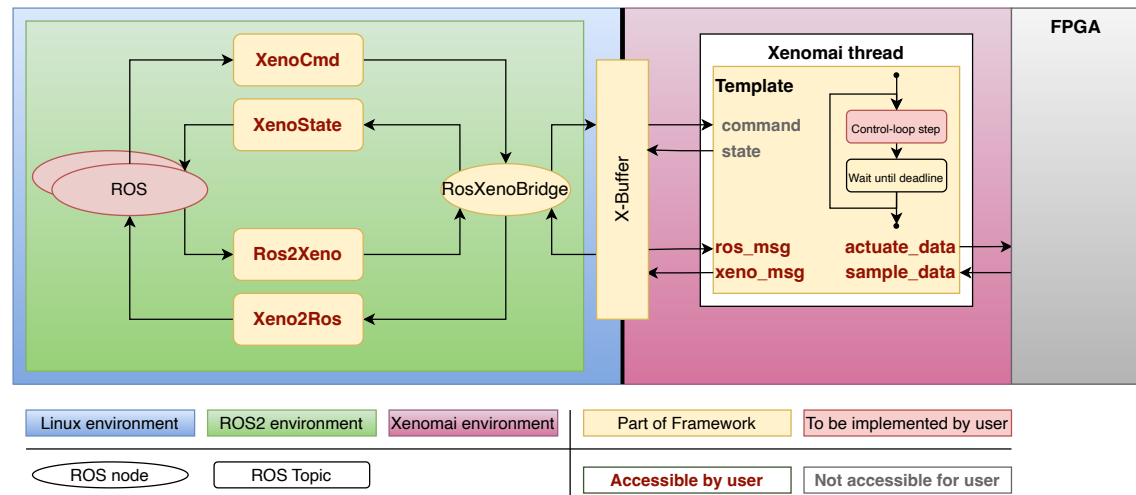 FPGA
Xenomai thread
XenoCmd
XenoState
ROS
RosXenoBridge
Ros2Xeno
Xeno2Ros
X-Buffer
Template
command
state
Control-loop step
Wait until deadline
ros_msg
actuate_data
xeno_msg
sample_data
Linux environment
ROS2 environment
Xenomai environment
Part of Framework
To be implemented by user
ROS node
ROS Topic
Accessible by user
Not accessible for user